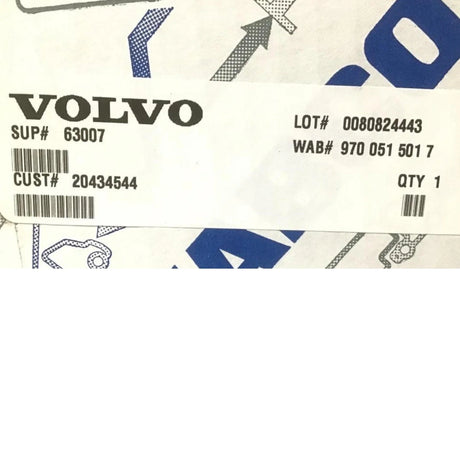 VOLVO
SUP# 63007
CUST# 20434544
LOT# 0080824443
WAB# 970 051 501 7
QTY 1